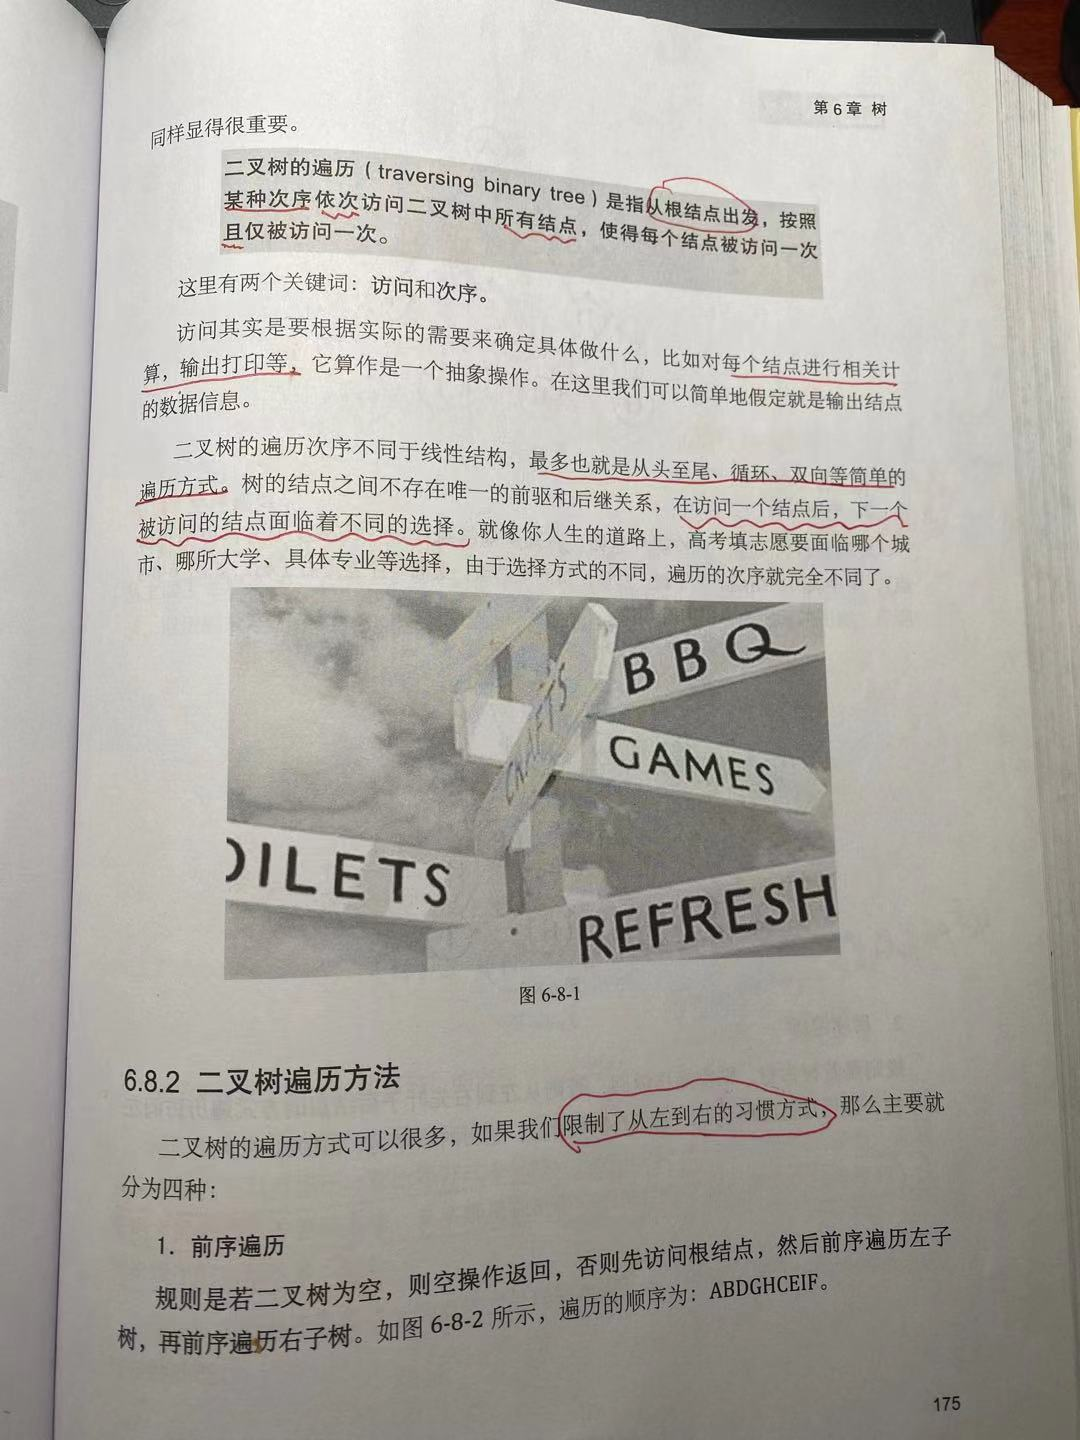 第6章 树
同样显得很重要。
二叉树的遍历（traversing binary tree）是指从根结点出发，按照
某种次序依次访问二叉树中所有结点，使得每个结点被访问一次
且仅被访问一次。
这里有两个关键词：访问和次序。
访问其实是要根据实际的需要来确定具体做什么，比如对每个结点进行相关计
算，输出打印等，它算作是一个抽象操作。在这里我们可以简单地假定就是输出结点
的数据信息。
二叉树的遍历次序不同于线性结构，最多也就是从头至尾、循环、双向等简单的
遍历方式。树的结点之间不存在唯一的前驱和后继关系，在访问一个结点后，下一个
被访问的结点面临着不同的选择。就像你人生的道路上，高考填志愿要面临哪个城
市、哪所大学、具体专业等选择，由于选择方式的不同，遍历的次序就完全不同了。
BBQ
CRAFTS
GAMES
OILETS
REFRESH
图 6-8-1
6.8.2 二叉树遍历方法
二叉树的遍历方式可以很多，如果我们限制了从左到右的习惯方式，那么主要就
分为四种：
1. 前序遍历
规则是若二叉树为空，则空操作返回，否则先访问根结点，然后前序遍历左子
树，再前序遍历右子树。如图 6-8-2 所示，遍历的顺序为：ABDGHCEIF。
175